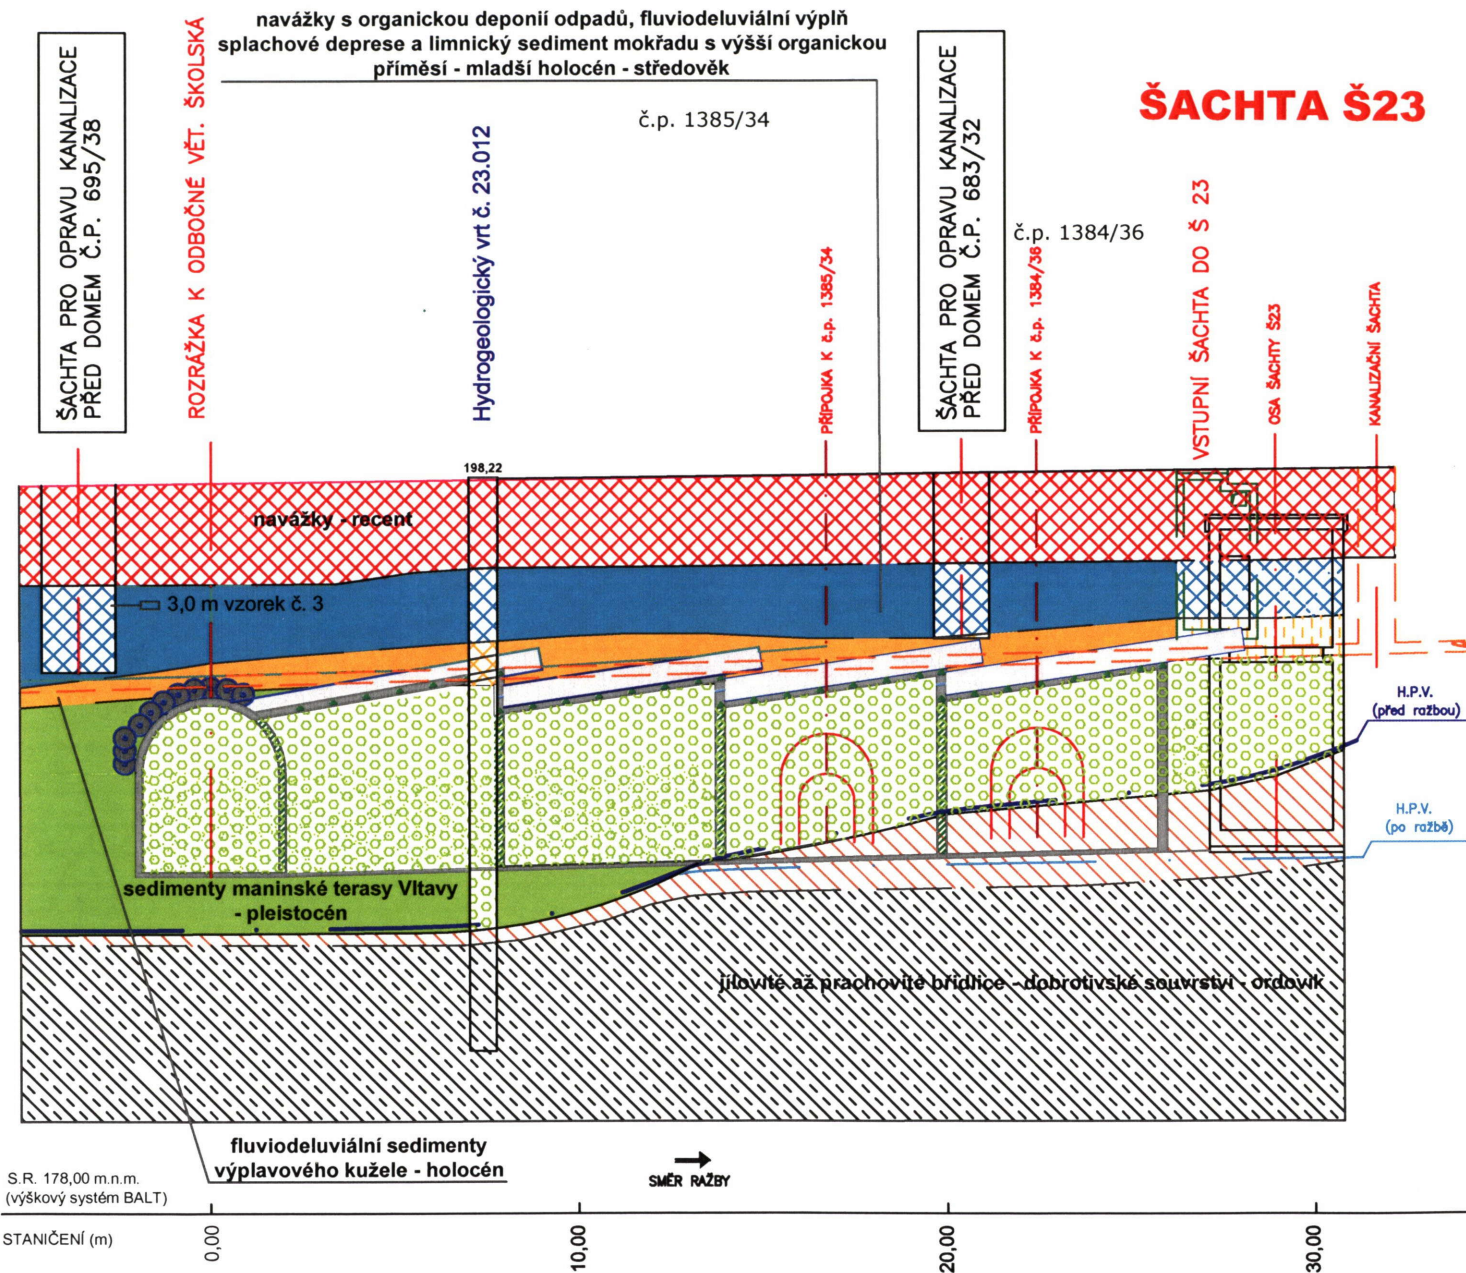 navážky s organickou deponií odpadů, fluviodeluviální výplň
splachové deprese a limnický sediment mokřadu s výšší organickou
příměsí - mladší holocén - středověk
ŠACHTA Š23
ŠACHTA PRO OPRAVU KANALIZACE
PŘED DOMEM Č.P. 695/38
ROZRÁŽKA K ODBOČNÉ VĚT. ŠKOLSKÁ
Hydrogeologický vrt č. 23.012
č.p. 1385/34
PŘÍPOJKA K č.p. 1385/34
ŠACHTA PRO OPRAVU KANALIZACE
PŘED DOMEM Č.P. 683/32
č.p. 1384/36
PŘÍPOJKA K č.p. 1384/36
VSTUPNÍ ŠACHTA DO Š 23
OSA ŠACHTY Š23
KANALIZAČNÍ ŠACHTA
198,22
navážky - recent
3,0 m vzorek č. 3
H.P.V.
(před ražbou)
H.P.V.
(po ražbě)
sedimenty maninské terasy Vltavy
- pleistocén
jílovité až prachovité břidlice - dobrotivské souvrství - ordovik
fluviodeluviální sedimenty
výplavového kužele - holocén
SMĚR RAŽBY
S.R. 178,00 m.n.m.
(výškový systém BALT)
STANIČENÍ (m)
0,00
10,00
20,00
30,00